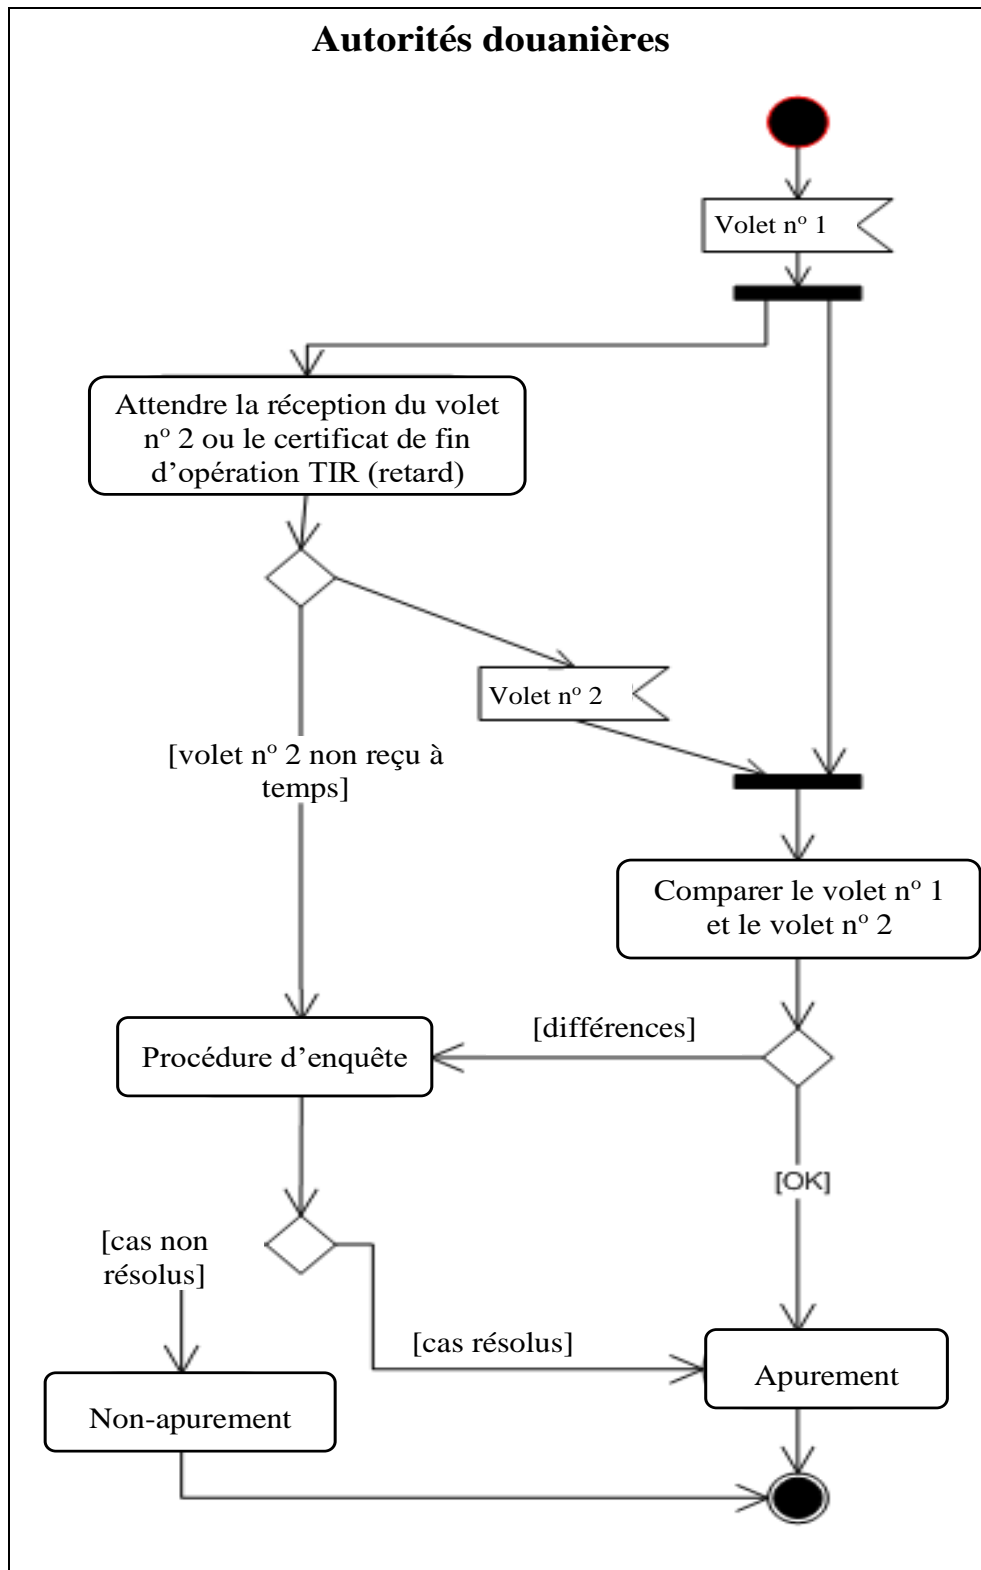 Autorités douanières
Volet nº 1
Attendre la réception du volet
nº 2 ou le certificat de fin
d’opération TIR (retard)
Volet nº 2
[volet nº 2 non reçu à
temps]
Comparer le volet nº 1
et le volet nº 2
[différences]
Procédure d’enquête
[OK]
[cas non
résolus]
[cas résolus]
Apurement
Non-apurement